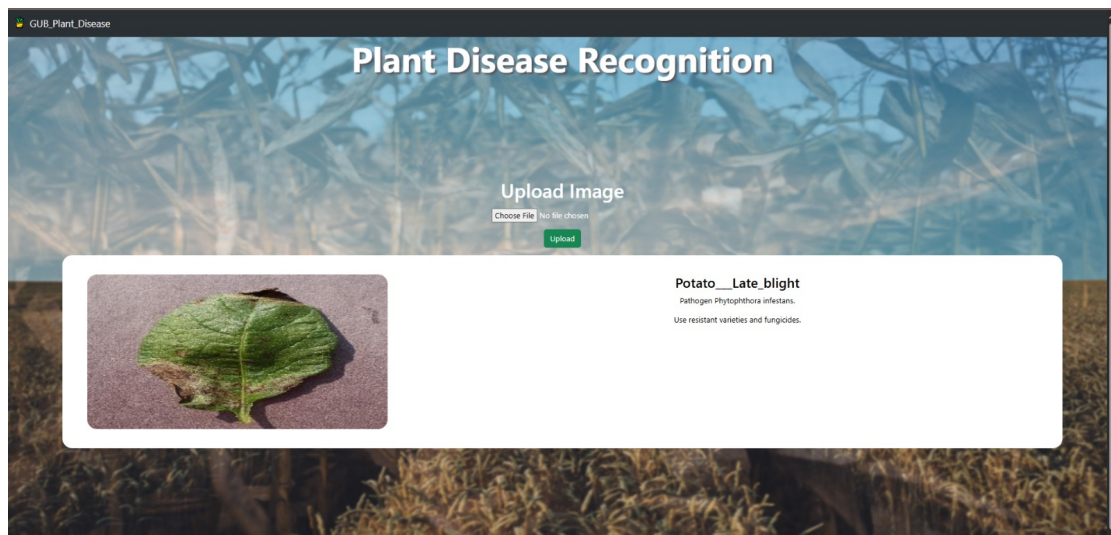 GUB_Plant_Disease
Plant Disease Recognition
Upload Image
Choose File No file chosen
Upload
Potato___Late_blight
Pathogen Phytophthora infestans.
Use resistant varieties and fungicides.